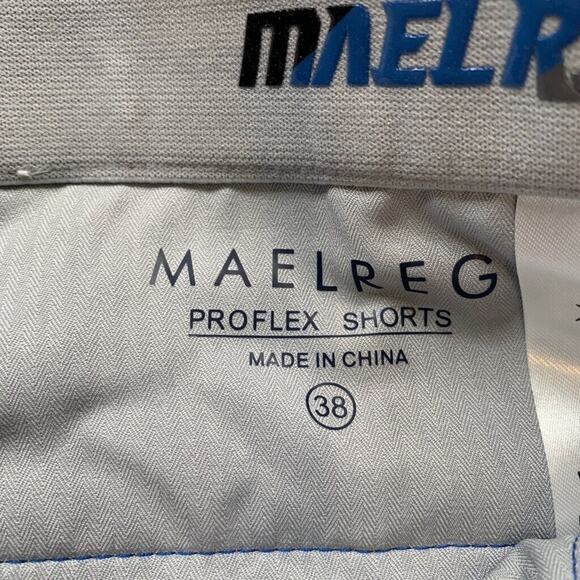 MAELR
MAELREG
PROFLEX SHORTS
MADE IN CHINA
38